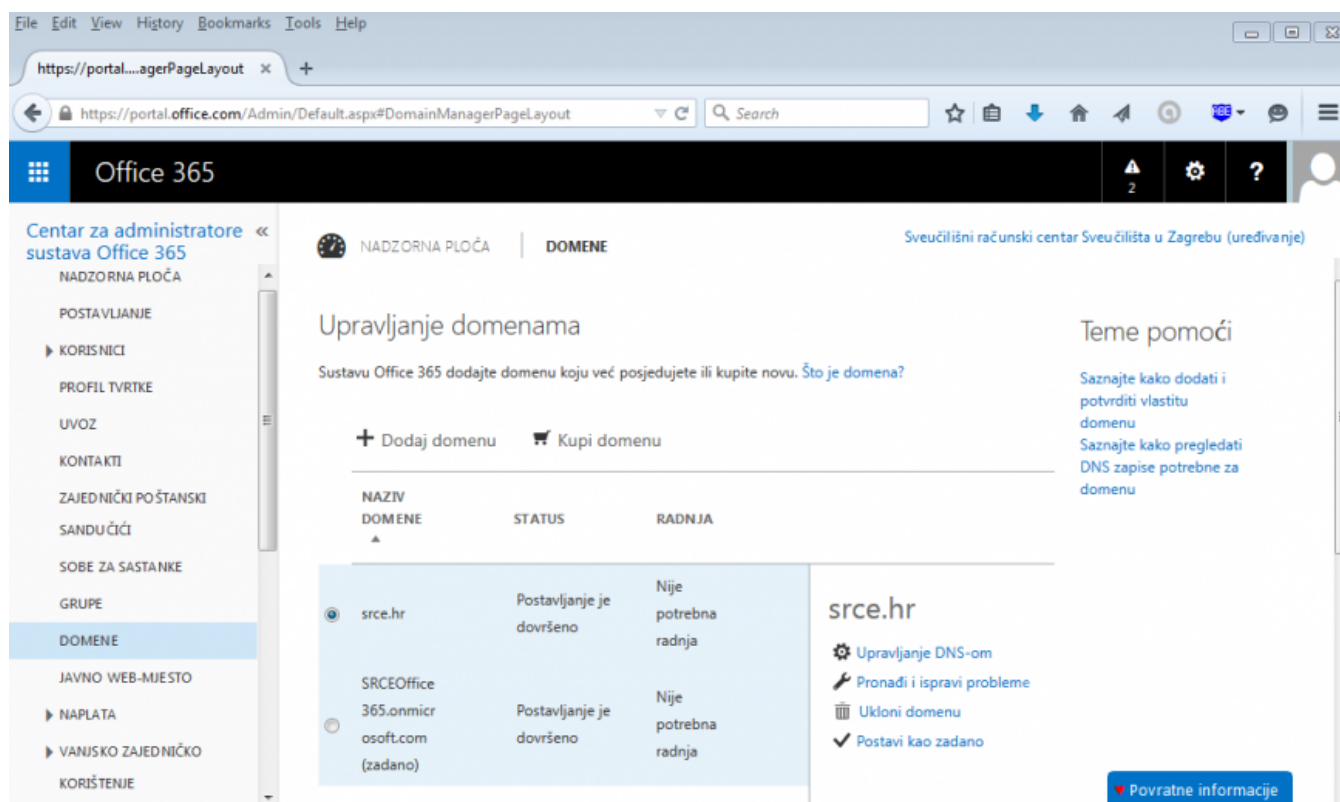 File Edit View History Bookmarks Tools Help
https://portal....agerPageLayout
https://portal.office.com/Admin/Default.aspx#DomainManagerPageLayout
Search
Office 365
2
?
Centar za administratore
sustava Office 365
«
NADZORNA PLOČA
POSTAVLJANJE
KORISNICI
PROFIL TVRTKE
UVOZ
KONTAKTI
ZAJEDNIČKI POŠTANSKI
SANDUČIĆI
SOBE ZA SASTANKE
GRUPE
DOMENE
JAVNO WEB-MJESTO
NAPLATA
VANJSKO ZAJEDNIČKO
KORIŠTENJE
NADZORNA PLOČA
DOMENE
Sveučilišni računski centar Sveučilišta u Zagrebu (uređivanje)
Upravljanje domenama
Sustavu Office 365 dodajte domenu koju već posjedujete ili kupite novu. Što je domena?
Dodaj domenu
Kupi domenu
NAZIV
DOMENE
STATUS
RADNJA
srce.hr
Postavljanje je
dovršeno
Nije
potrebna
radnja
SRCEOffice
365.onmicr
osoft.com
(zadano)
Postavljanje je
dovršeno
Nije
potrebna
radnja
srce.hr
Upravljanje DNS-om
Pronađi i ispravi probleme
Ukloni domenu
Postavi kao zadano
Teme pomoći
Saznajte kako dodati i
potvrditi vlastitu
domenu
Saznajte kako pregledati
DNS zapise potrebne za
domenu
Povratne informacije